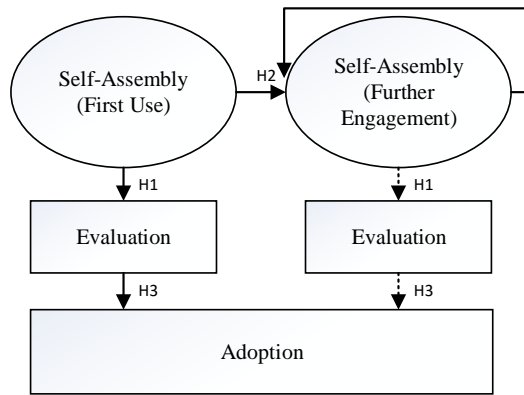 Self-Assembly
(First Use)
H2
Self-Assembly
(Further
Engagement)
H1
H1
Evaluation
Evaluation
H3
H3
Adoption